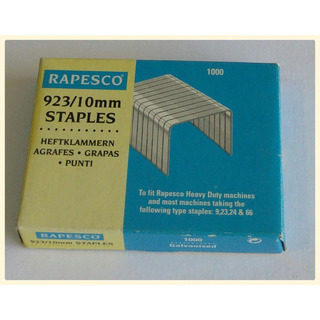 RAPESCO
1000
923/10mm
STAPLES
HEFTKLAMMERN
AGRAFES • GRAPAS
• PUNTI
To fit Rapesco Heavy Duty machines
and most machines taking the
following type staples: 9,23,24 & 66
RAPESCO
923/10mm STAPLES
1000
Galvanised